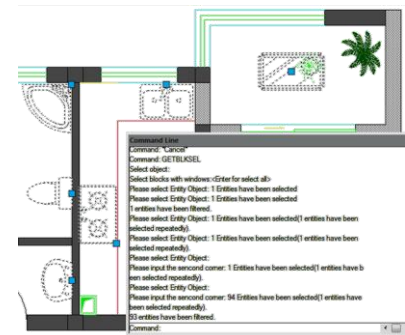 Command Line
Command: *Cancel*
Command: GETBLKSEL
Select object:
Select blocks with windows:<Enter for select all>
Please select Entity Object: 1 Entities have been selected
Please select Entity Object: 1 Entities have been selected
1 entities have been filtered.
Please select Entity Object: 1 Entities have been selected(1 entities have been
selected repeatedly).
Please select Entity Object: 1 Entities have been selected(1 entities have been
selected repeatedly).
Please select Entity Object:
Please input the sencond corner: 1 Entities have been selected(1 entities have b
een selected repeatedly).
Please select Entity Object:
Please input the sencond corner: 94 Entities have been selected(1 entities have
been selected repeatedly).
93 entities have been filtered.
Command: